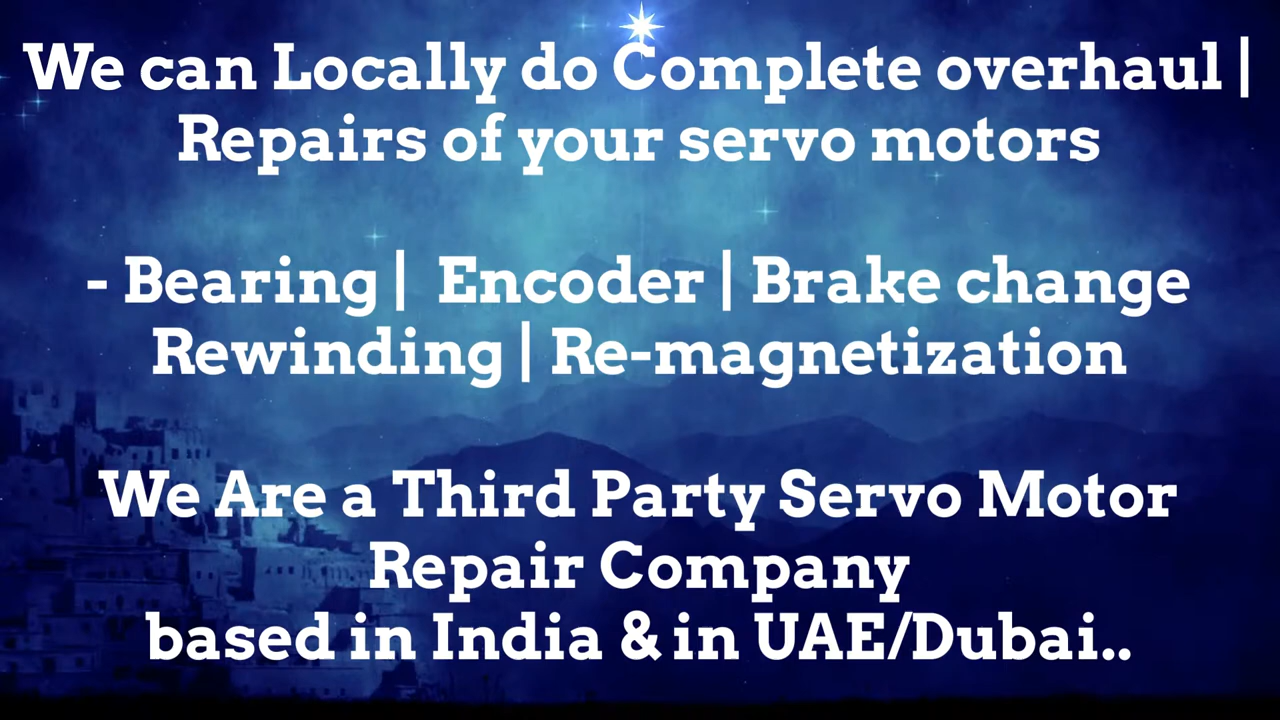 We can Locally do Complete overhaul |
Repairs of your servo motors
- Bearing | Encoder | Brake change
Rewinding | Re-magnetization
We Are a Third Party Servo Motor
Repair Company
based in India & in UAE/Dubai..